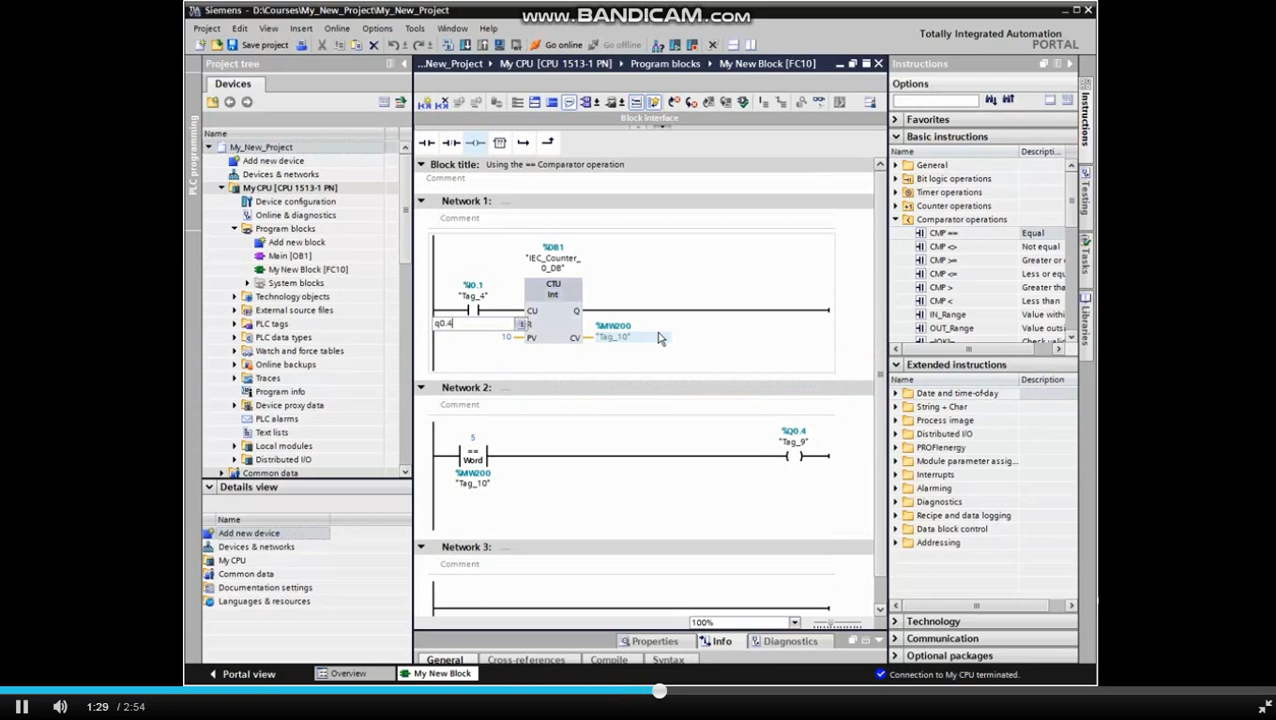 Siemens - D:\Courses\My_New_Project\My_New_Project
www.BANDICAM.com
Project Edit View Insert Online Options Tools Window Help
Totally Integrated Automation
PORTAL
Save project
Go online
Go offline
Project tree
Devices
PLC programming
Name
My_New_Project
Add new device
Devices & networks
My CPU [CPU 1513-1 PN]
Device configuration
Online & diagnostics
Program blocks
Add new block
Main [OB1]
My New Block [FC10]
System blocks
Technology objects
External source files
PLC tags
PLC data types
Watch and force tables
Online backups
Traces
Program info
Device proxy data
PLC alarms
Text lists
Local modules
Distributed I/O
Common data
Details view
Name
Add new device
Devices & networks
My CPU
Common data
Documentation settings
Languages & resources
...New_Project
My CPU [CPU 1513-1 PN]
Program blocks
My New Block [FC10]
Block interface
Block title: Using the == Comparator operation
Comment
Network 1: .....
Comment
%DB1
"IEC_Counter_
0_DB"
CTU
Int
%I0.1
"Tag_4"
CU Q
q0.4
R
%MW200
10 PV CV "Tag_10"
Network 2: .....
Comment
5
==
Word
%MW200
"Tag_10"
%Q0.4
"Tag_9"
Network 3: .....
Comment
100%
Properties
Info
Diagnostics
General
Cross-references
Compile
Syntax
Instructions
Options
Favorites
Basic instructions
Name Descripti...
General
Bit logic operations
Timer operations
Counter operations
Comparator operations
CMP == Equal
CMP <> Not equal
CMP >= Greater or
CMP <= Less or equ
CMP > Greater tha
CMP < Less than
IN_Range Value withi
OUT_Range Value outsi
Extended instructions
Name Description
Date and time-of-day
String + Char
Process image
Distributed I/O
PROFIenergy
Module parameter assig...
Interrupts
Alarming
Diagnostics
Recipe and data logging
Data block control
Addressing
Technology
Communication
Optional packages
Instructions
Testing
Tasks
Libraries
Portal view
Overview
My New Block
Connection to My CPU terminated.
1:29 / 2:54